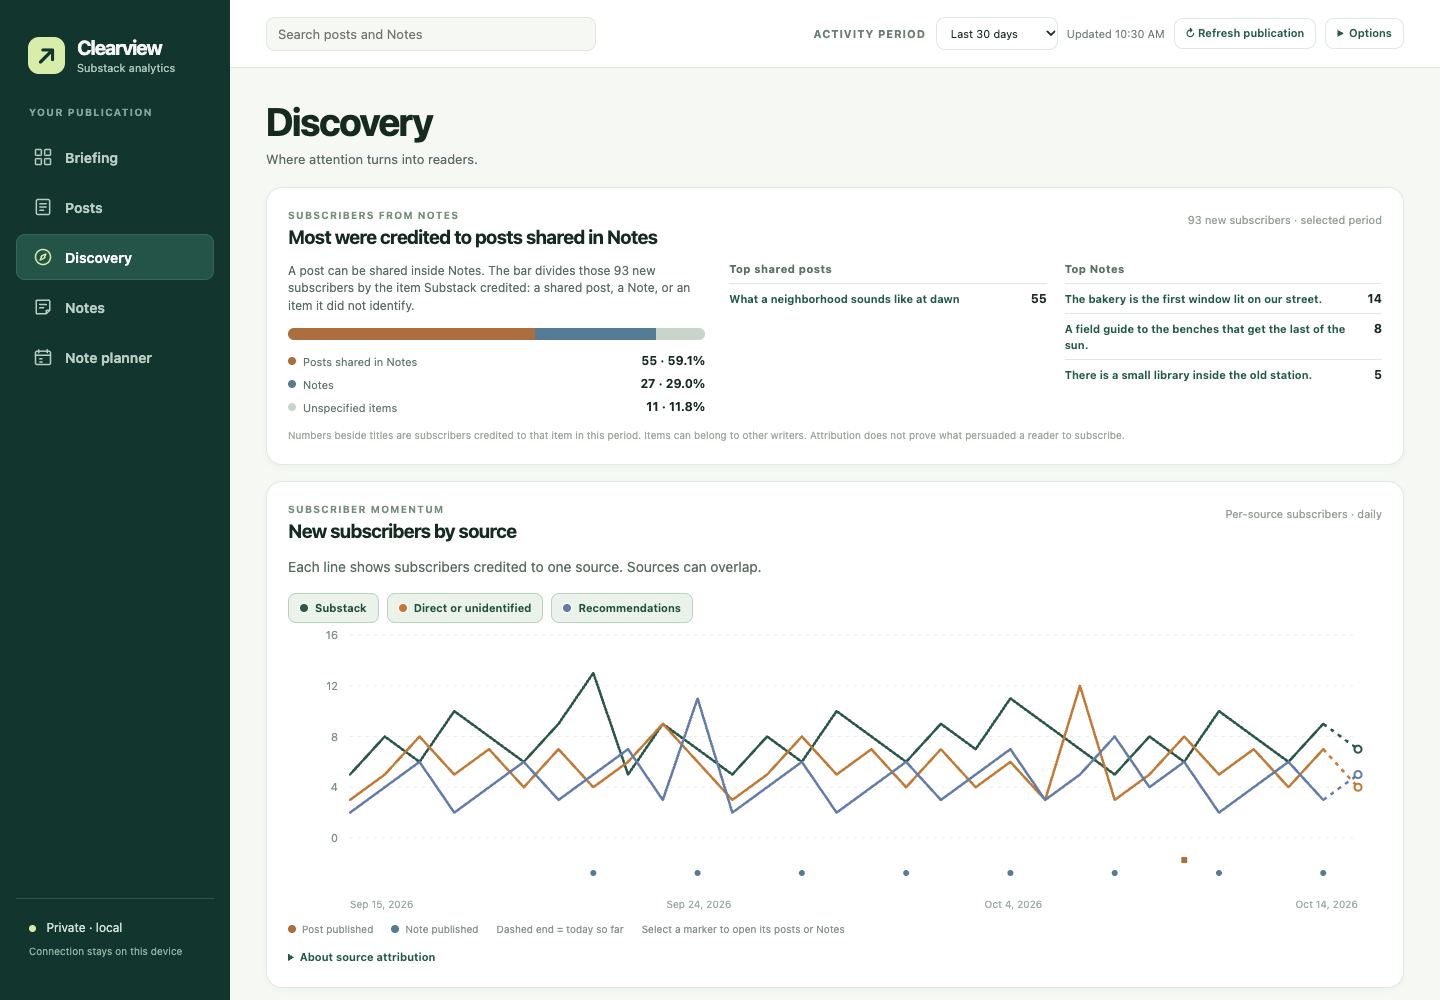 Clearview
Substack analytics
YOUR PUBLICATION
Briefing
Posts
Discovery
Notes
Note planner
Private · local
Connection stays on this device
Search posts and Notes
ACTIVITY PERIOD
Last 30 days
Updated 10:30 AM
Refresh publication
Options
Discovery
Where attention turns into readers.
SUBSCRIBERS FROM NOTES
Most were credited to posts shared in Notes
93 new subscribers · selected period
A post can be shared inside Notes. The bar divides those 93 new
subscribers by the item Substack credited: a shared post, a Note, or an
item it did not identify.
Posts shared in Notes 55 · 59.1%
Notes 27 · 29.0%
Unspecified items 11 · 11.8%
Top shared posts
What a neighborhood sounds like at dawn 55
Top Notes
The bakery is the first window lit on our street. 14
A field guide to the benches that get the last of the 8
sun.
There is a small library inside the old station. 5
Numbers beside titles are subscribers credited to that item in this period. Items can belong to other writers. Attribution does not prove what persuaded a reader to subscribe.
SUBSCRIBER MOMENTUM
New subscribers by source
Per-source subscribers · daily
Each line shows subscribers credited to one source. Sources can overlap.
Substack
Direct or unidentified
Recommendations
16
12
8
4
0
Sep 15, 2026
Sep 24, 2026
Oct 4, 2026
Oct 14, 2026
Post published
Note published
Dashed end = today so far
Select a marker to open its posts or Notes
About source attribution